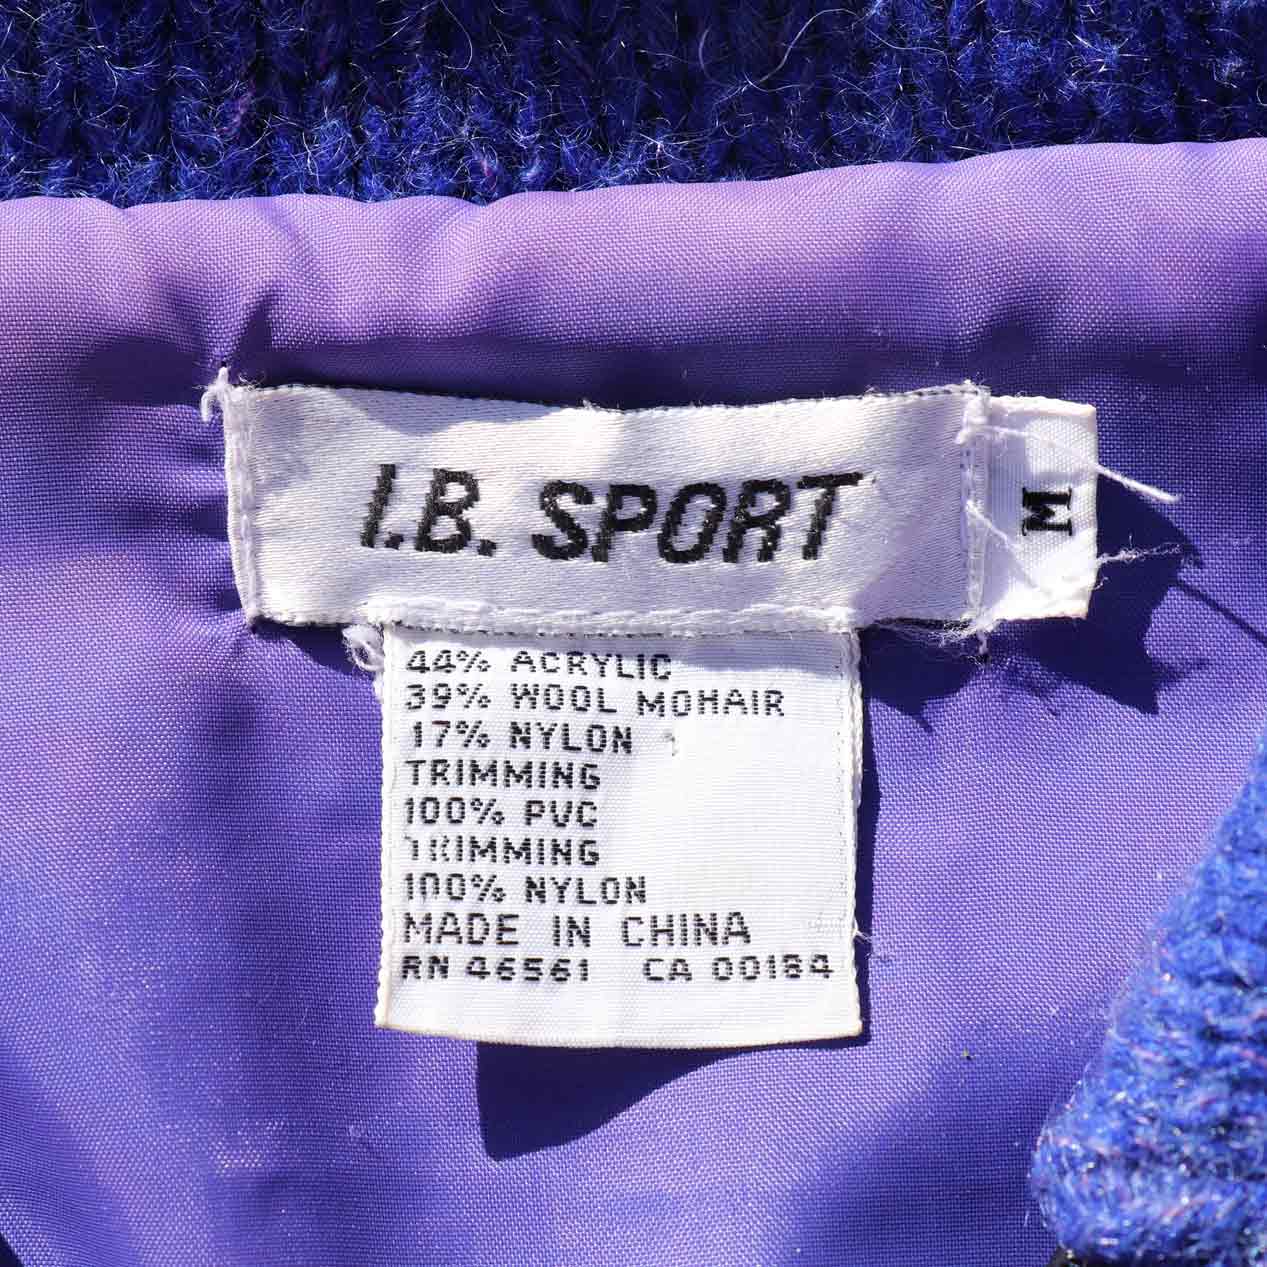 I.B. SPORT
M
44% ACRYLIC
39% WOOL MOHAIR
17% NYLON
TRIMMING
100% PVC
TRIMMING
100% NYLON
MADE IN CHINA
RN 46561 CA 00184